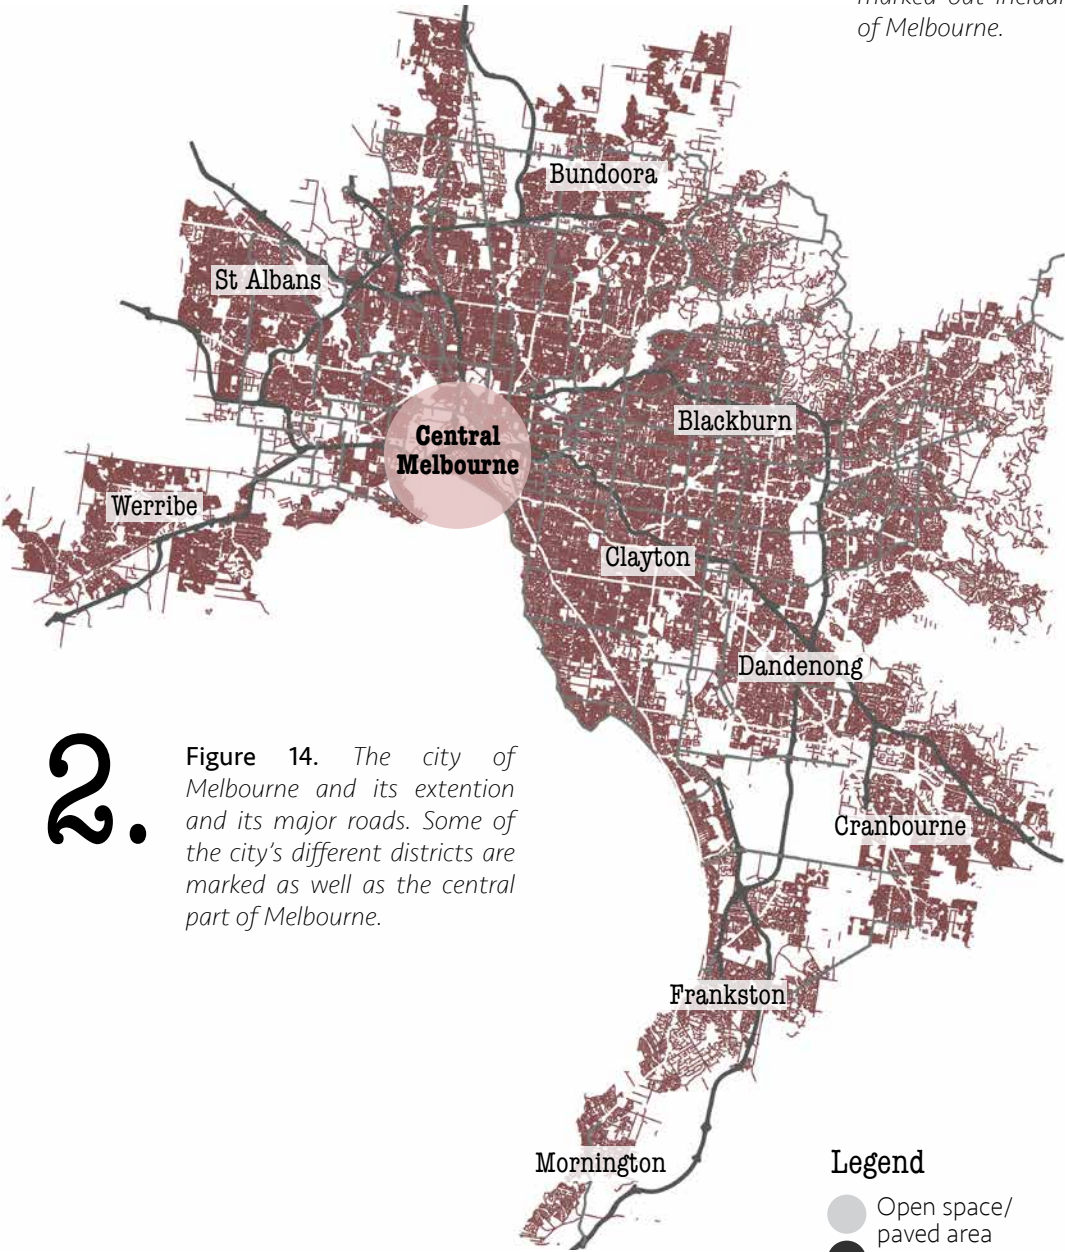 of Melbourne.
Bundoora
St Albans
Blackburn
Central
Melbourne
Werribe
Clayton
Dandenong
2.
Figure 14. The city of
Melbourne and its extention
and its major roads. Some of
the city's different districts are
marked as well as the central
part of Melbourne.
Cranbourne
Frankston
Mornington
Legend
Open space/
paved area